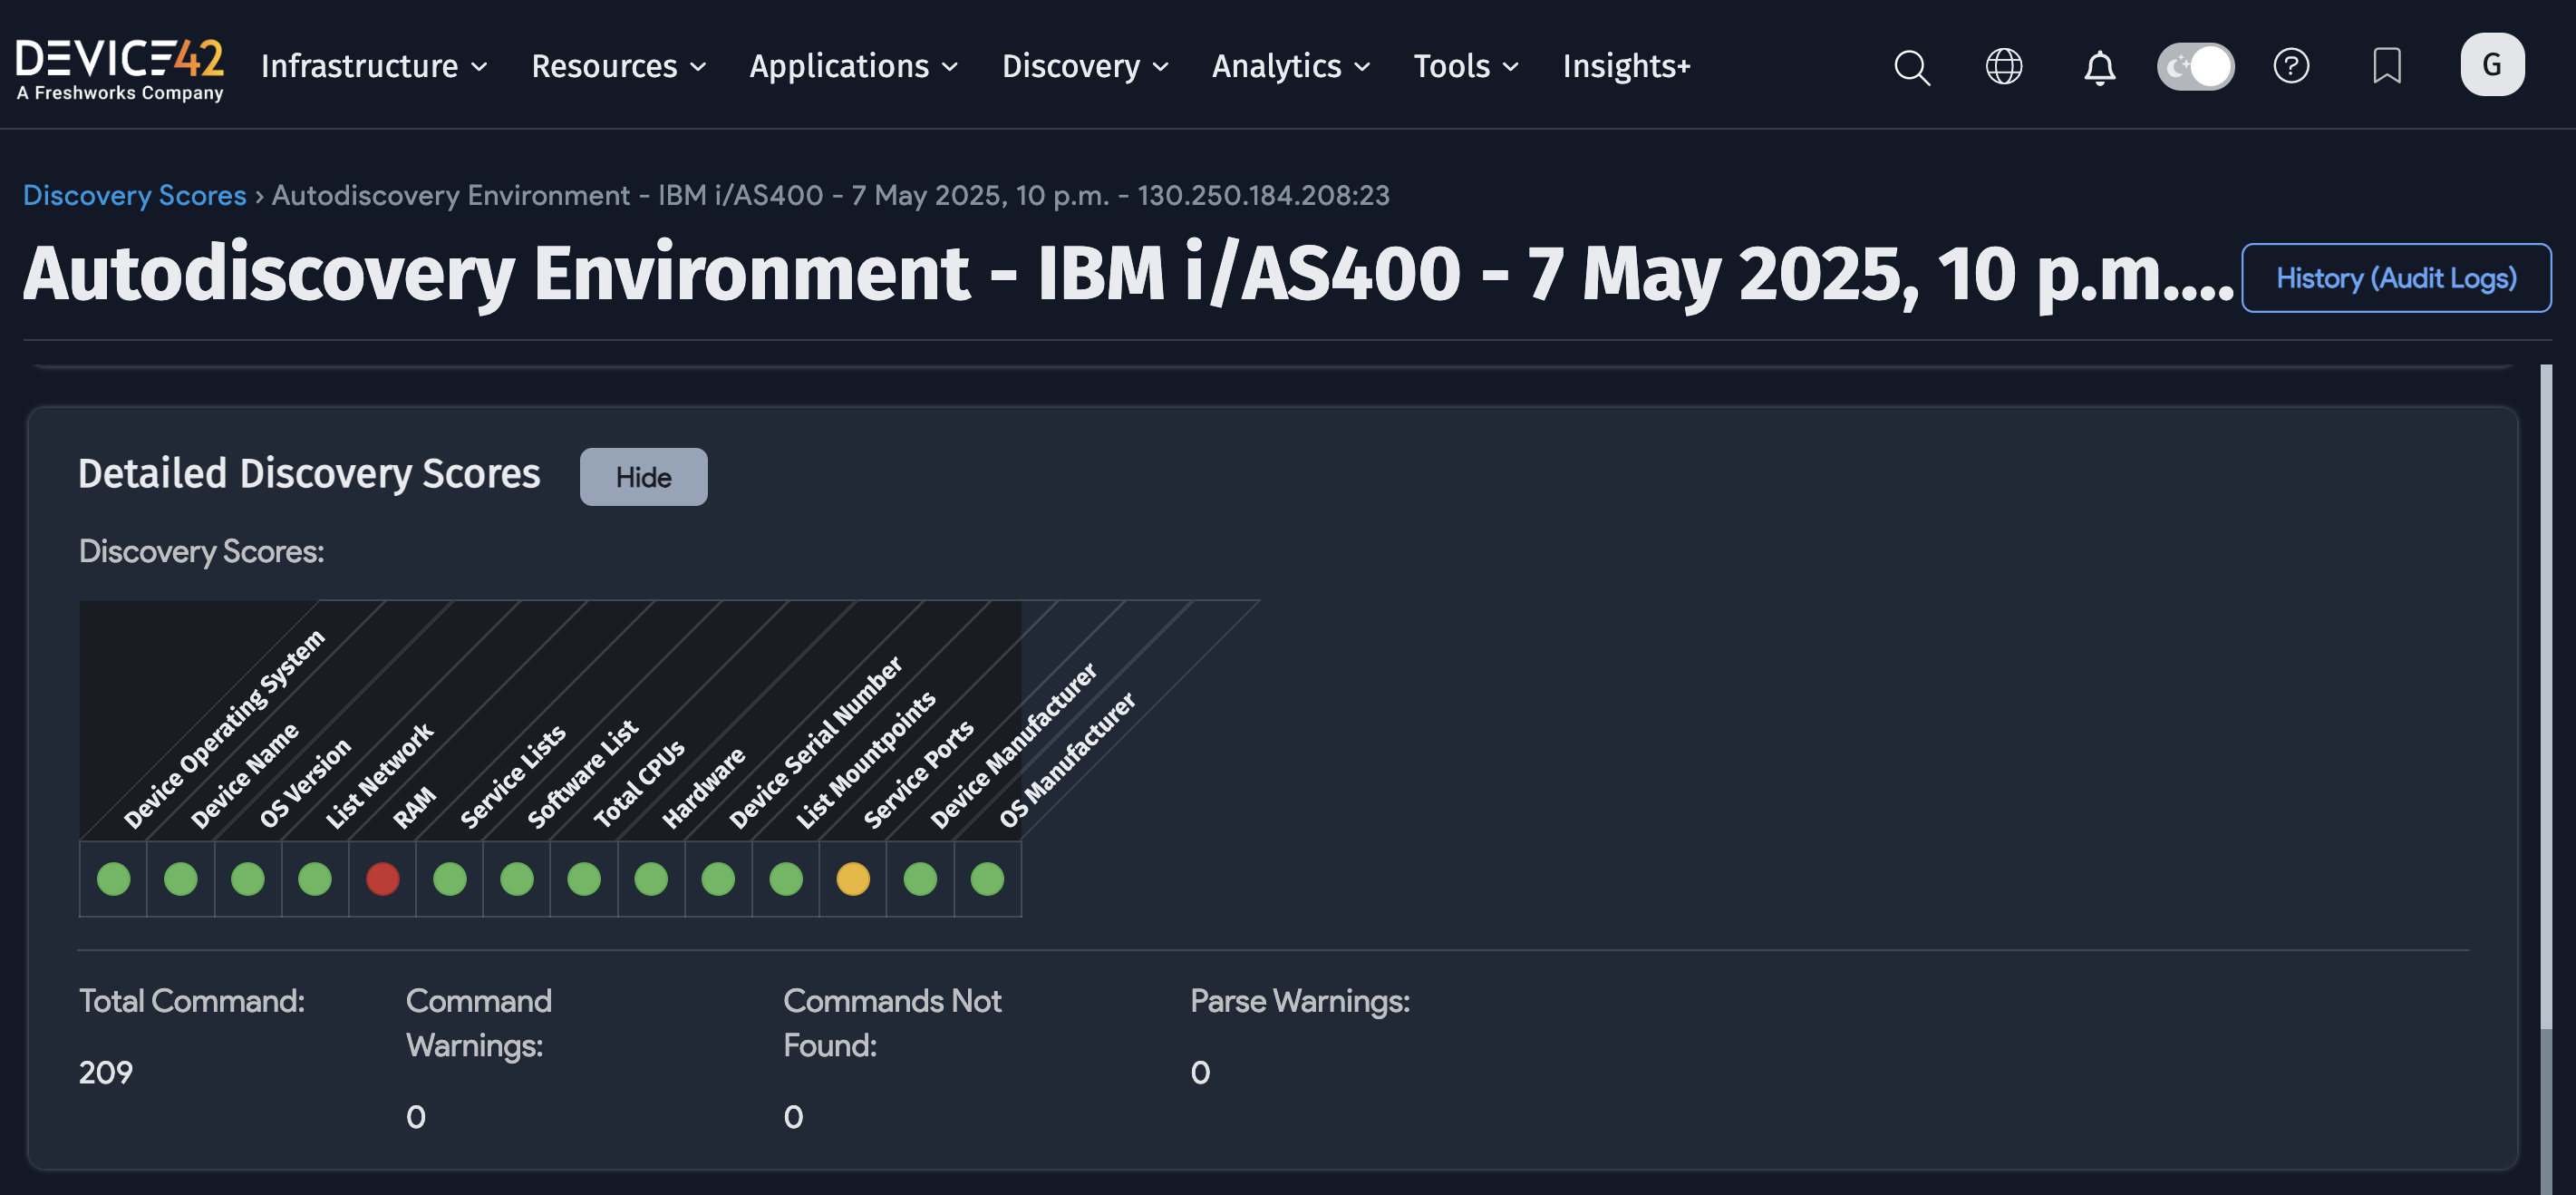 DEVICE42
A Freshworks Company
Infrastructure
Resources
Applications
Discovery
Analytics
Tools
Insights+
G
Discovery Scores › Autodiscovery Environment - IBM i/AS400 - 7 May 2025, 10 p.m. - 130.250.184.208:23
Autodiscovery Environment - IBM i/AS400 - 7 May 2025, 10 p.m....
History (Audit Logs)
Detailed Discovery Scores
Hide
Discovery Scores:
Device Operating System
Device Name
OS Version
List Network
RAM
Service Lists
Software List
Total CPUs
Hardware
Device Serial Number
List Mountpoints
Service Ports
Device Manufacturer
OS Manufacturer
Total Command:
209
Command
Warnings:
0
Commands Not
Found:
0
Parse Warnings:
0